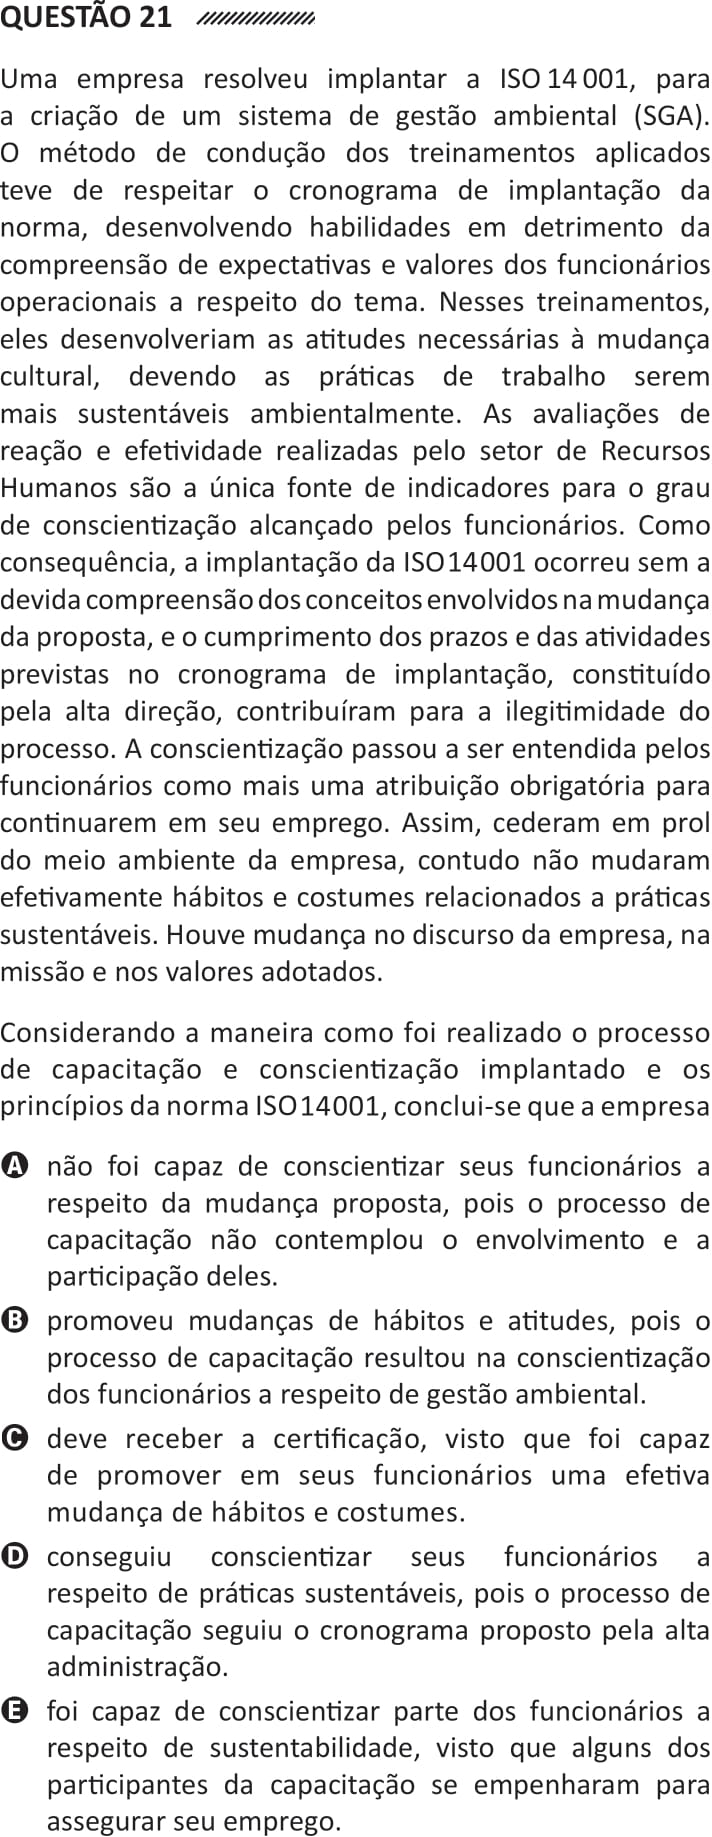 QUESTÃO 21
Uma empresa resolveu implantar a ISO 14 001, para
a criação de um sistema de gestão ambiental (SGA).
O método de condução dos treinamentos aplicados
teve de respeitar o cronograma de implantação da
norma, desenvolvendo habilidades em detrimento da
compreensão de expectativas e valores dos funcionários
operacionais a respeito do tema. Nesses treinamentos,
eles desenvolveriam as atitudes necessárias à mudança
cultural, devendo as práticas de trabalho serem
mais sustentáveis ambientalmente. As avaliações de
reação e efetividade realizadas pelo setor de Recursos
Humanos são a única fonte de indicadores para o grau
de conscientização alcançado pelos funcionários. Como
consequência, a implantação da ISO 14 001 ocorreu sem a
devida compreensão dos conceitos envolvidos na mudança
da proposta, e o cumprimento dos prazos e das atividades
previstas no cronograma de implantação, constituído
pela alta direção, contribuíram para a ilegitimidade do
processo. A conscientização passou a ser entendida pelos
funcionários como mais uma atribuição obrigatória para
continuarem em seu emprego. Assim, cederam em prol
do meio ambiente da empresa, contudo não mudaram
efetivamente hábitos e costumes relacionados a práticas
sustentáveis. Houve mudança no discurso da empresa, na
missão e nos valores adotados.
Considerando a maneira como foi realizado o processo
de capacitação e conscientização implantado e os
princípios da norma ISO 14 001, conclui-se que a empresa
A não foi capaz de conscientizar seus funcionários a
respeito da mudança proposta, pois o processo de
capacitação não contemplou o envolvimento e a
participação deles.
B promoveu mudanças de hábitos e atitudes, pois o
processo de capacitação resultou na conscientização
dos funcionários a respeito de gestão ambiental.
C deve receber a certificação, visto que foi capaz
de promover em seus funcionários uma efetiva
mudança de hábitos e costumes.
D conseguiu conscientizar seus funcionários a
respeito de práticas sustentáveis, pois o processo de
capacitação seguiu o cronograma proposto pela alta
administração.
E foi capaz de conscientizar parte dos funcionários a
respeito de sustentabilidade, visto que alguns dos
participantes da capacitação se empenharam para
assegurar seu emprego.